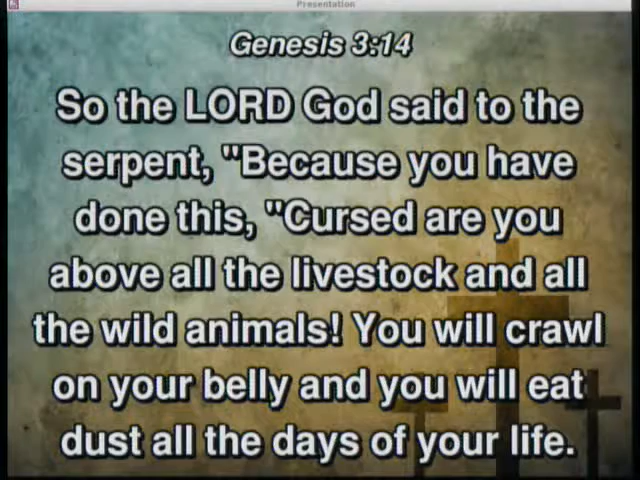 Presentation
Genesis 3:14
So the LORD God said to the
serpent, "Because you have
done this, "Cursed are you
above all the livestock and all
the wild animals! You will crawl
on your belly and you will eat
dust all the days of your life.